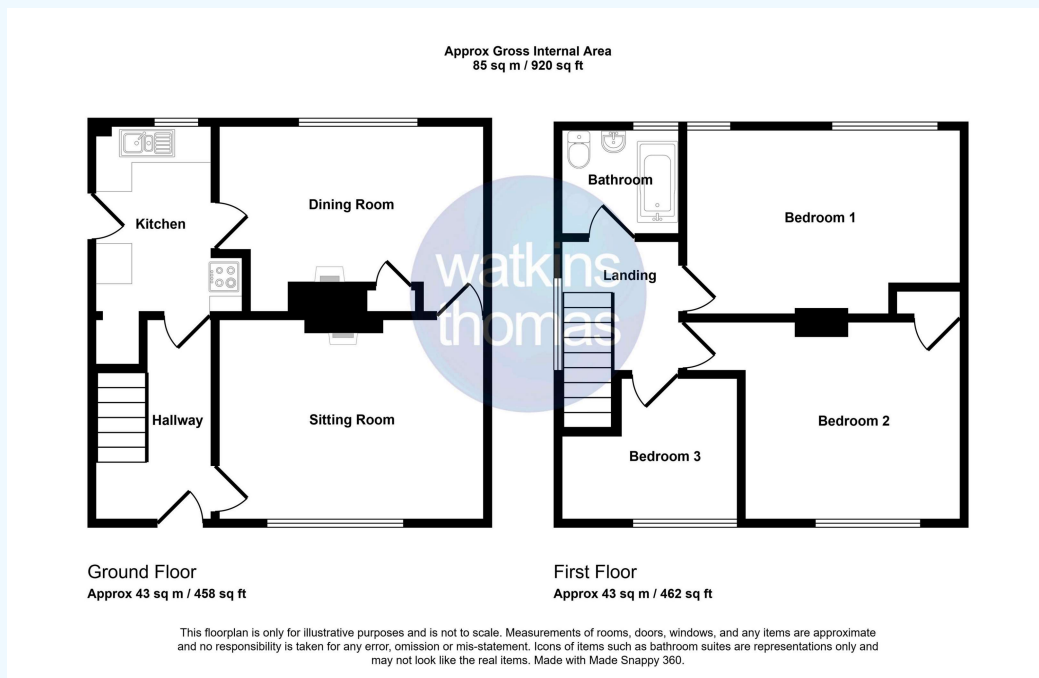 Approx Gross Internal Area
85 sq m / 920 sq ft
Kitchen
Dining Room
Hallway
Sitting Room
Bathroom
Landing
Bedroom 1
Bedroom 2
Bedroom 3
watkins
thomas
Ground Floor
Approx 43 sq m / 458 sq ft
First Floor
Approx 43 sq m / 462 sq ft
This floorplan is only for illustrative purposes and is not to scale. Measurements of rooms, doors, windows, and any items are approximate
and no responsibility is taken for any error, omission or mis-statement. Icons of items such as bathroom suites are representations only and
may not look like the real items. Made with Made Snappy 360.